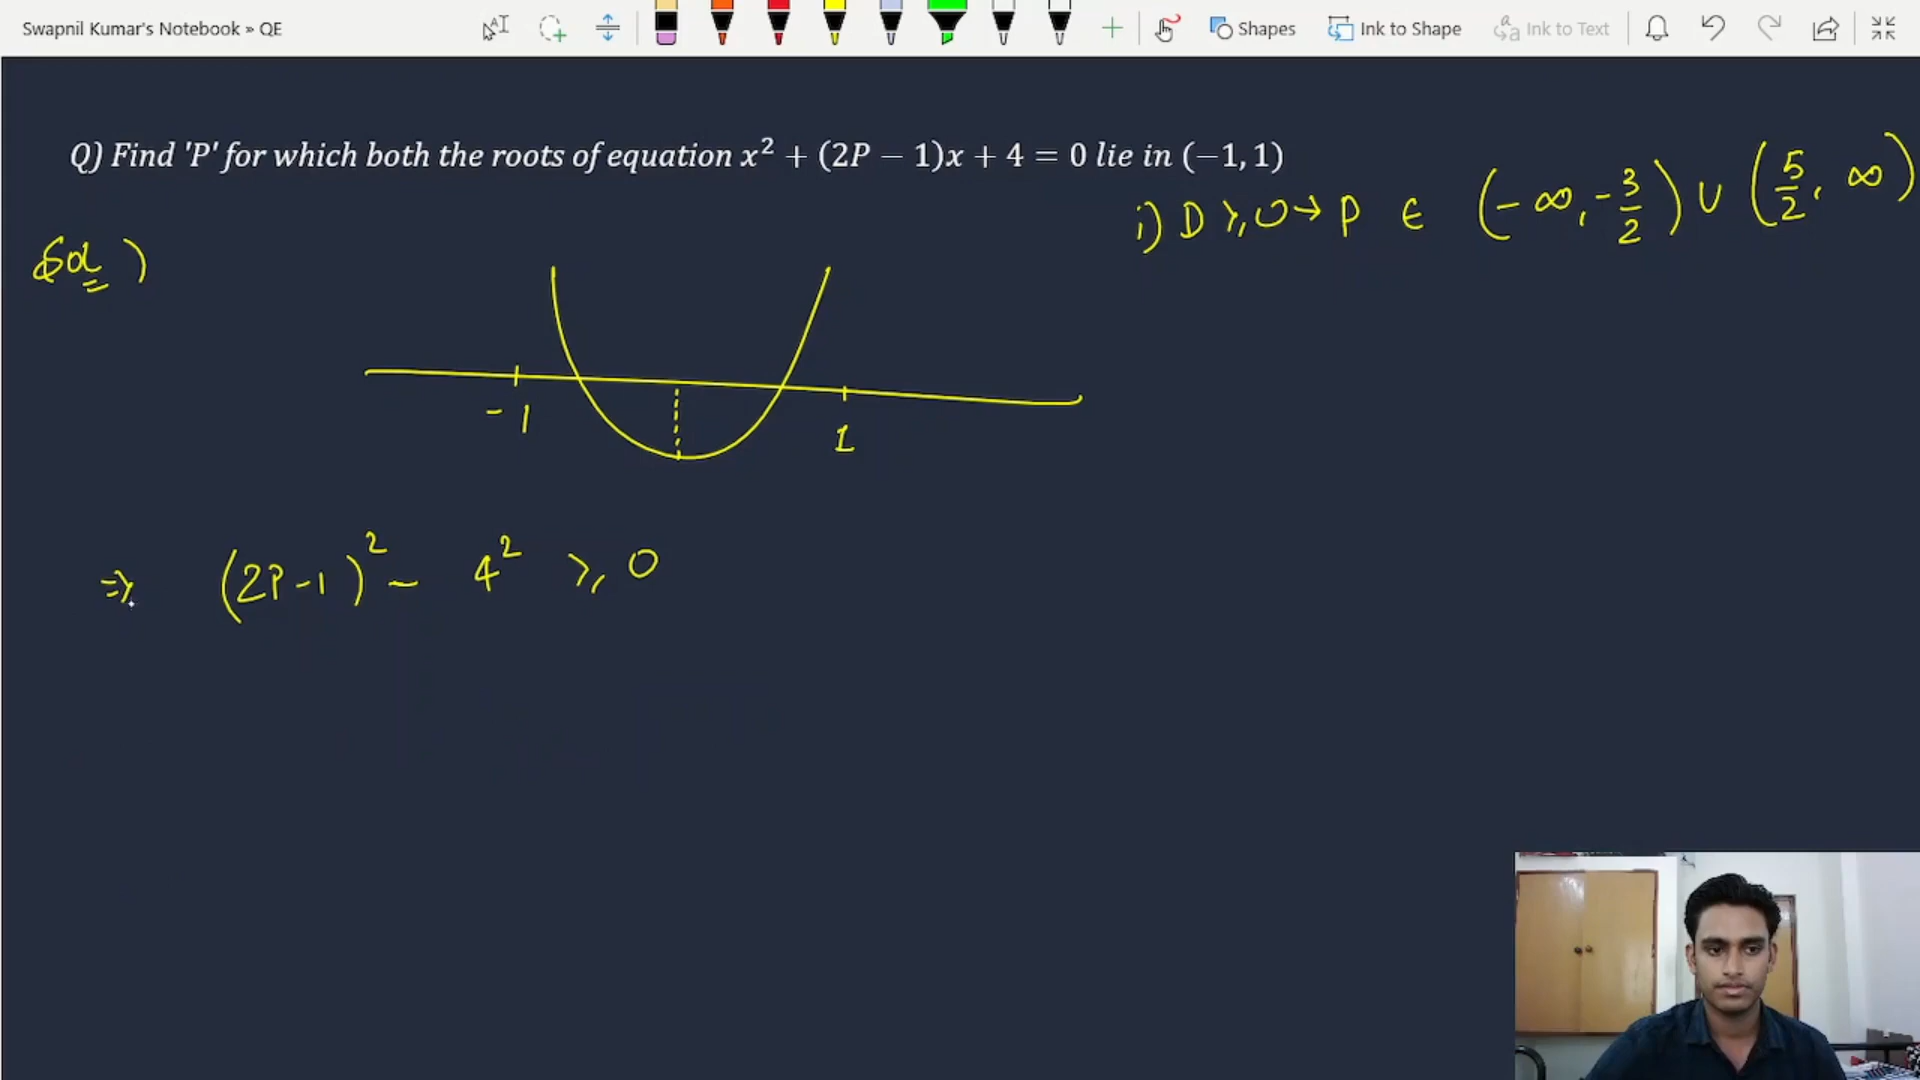 Swapnil Kumar's Notebook » QE
Shapes
Ink to Shape
Ink to Text
Q) Find 'P' for which both the roots of equation x² + (2P − 1)x + 4 = 0 lie in (−1, 1)
i) D ≥ 0 → P ∈ (-∞, -3/2) ∪ (5/2, ∞)
Sol)
-1
1
⇒ (2P-1)² - 4² ≥ 0